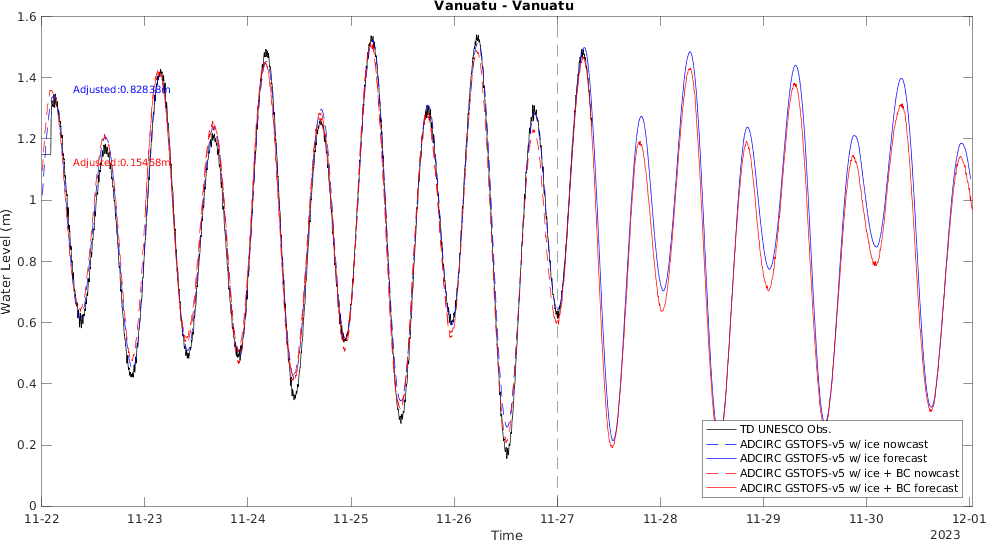 Vanuatu - Vanuatu
1.6
1.4
1.2
1
0.8
0.6
0.4
0.2
0
Water Level (m)
Adjusted:0.82838m
Adjusted:0.15458m
TD UNESCO Obs.
ADCIRC GSTOFS-v5 w/ ice nowcast
ADCIRC GSTOFS-v5 w/ ice forecast
ADCIRC GSTOFS-v5 w/ ice + BC nowcast
ADCIRC GSTOFS-v5 w/ ice + BC forecast
11-22 11-23 11-24 11-25 11-26 11-27 11-28 11-29 11-30 12-01
Time
2023